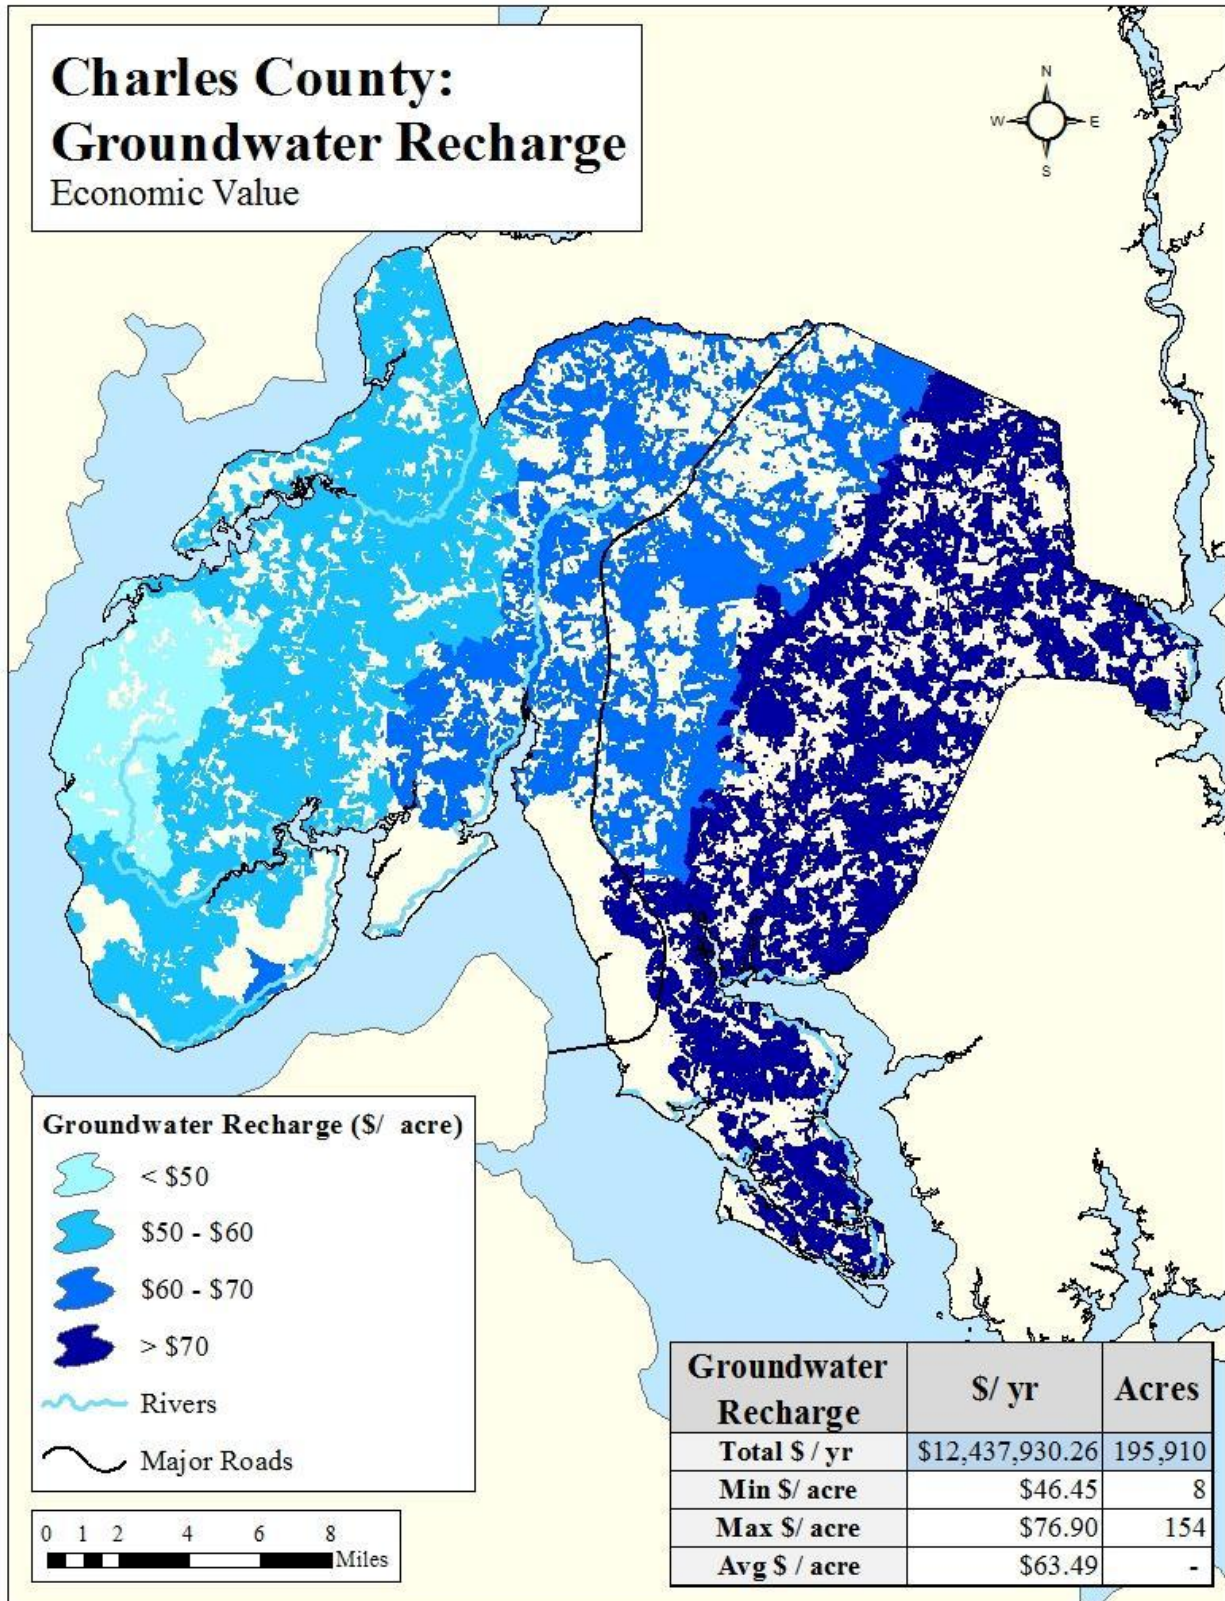 Charles County:
Groundwater Recharge
Economic Value
N
W E
S
Groundwater Recharge ($/ acre)
< $50
$50 - $60
$60 - $70
> $70
Rivers
Major Roads
0 1 2 4 6 8
Miles
Groundwater Recharge $/ yr Acres
Total $ / yr $12,437,930.26 195,910
Min $/ acre $46.45 8
Max $/ acre $76.90 154
Avg $ / acre $63.49 -